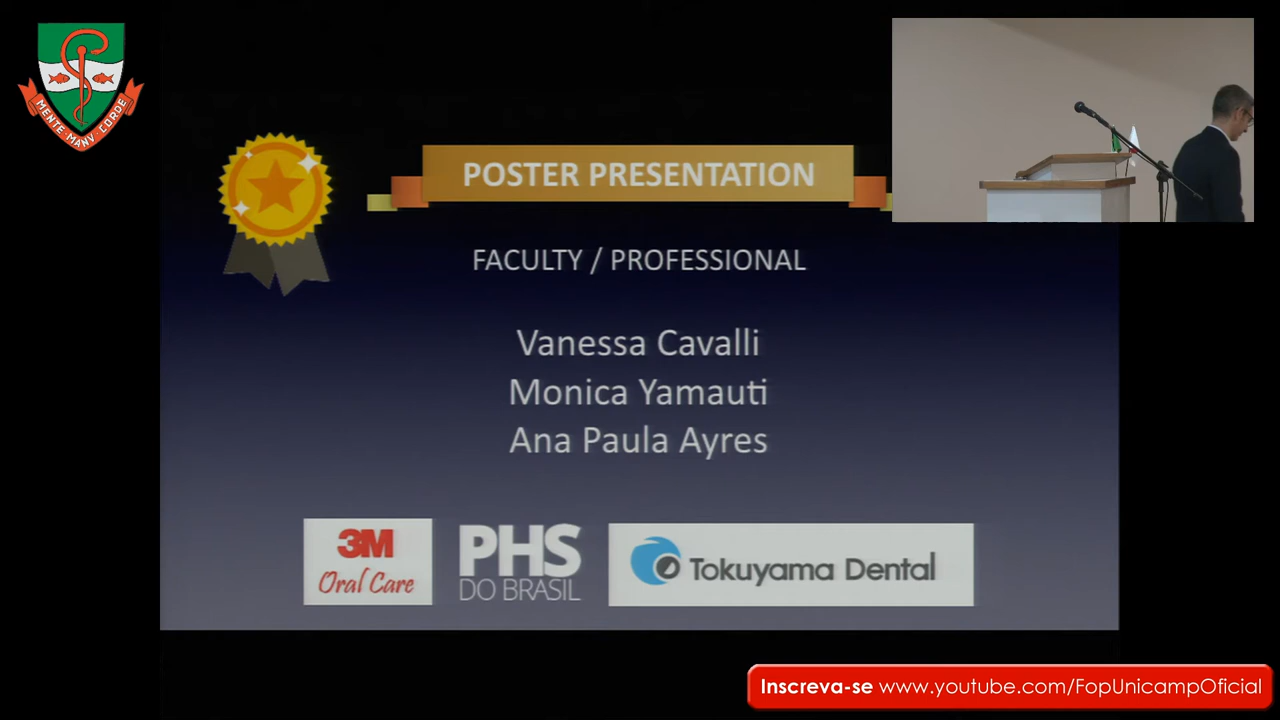 MENTE·MANV·CORDE
POSTER PRESENTATION
FACULTY / PROFESSIONAL
Vanessa Cavalli
Monica Yamauti
Ana Paula Ayres
3M
Oral Care
PHS
DO BRASIL
Tokuyama Dental
Inscreva-se www.youtube.com/FopUnicampOficial